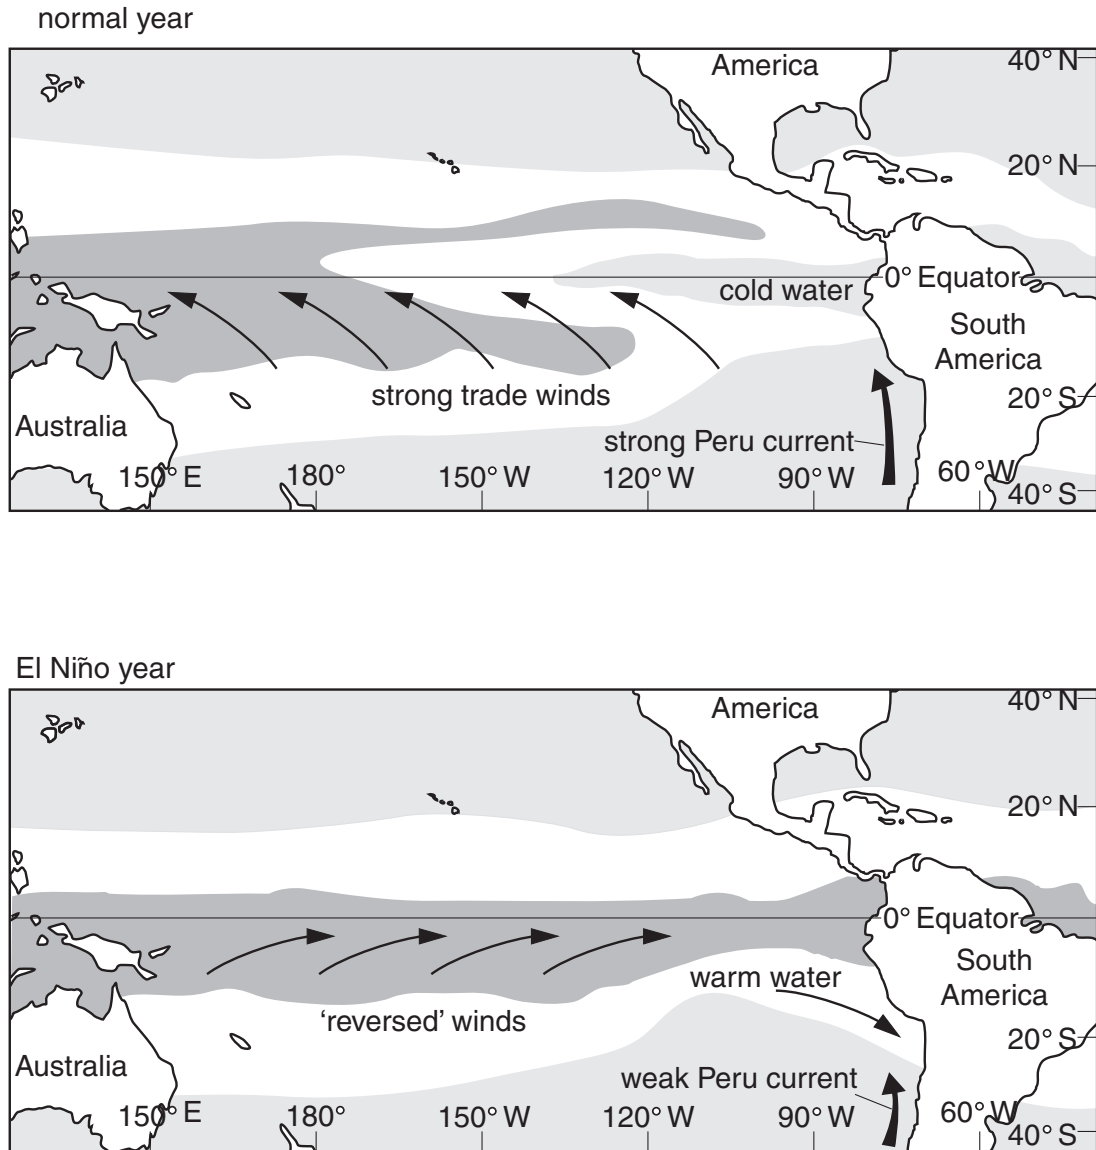 normal year
America
40° N
20° N
0° Equator
cold water
South
America
strong trade winds
20° S
Australia
strong Peru current
150° E
180°
150° W
120° W
90° W
60° W
40° S
El Niño year
America
40° N
20° N
0° Equator
South
America
warm water
'reversed' winds
20° S
Australia
weak Peru current
150° E
180°
150° W
120° W
90° W
60° W
40° S